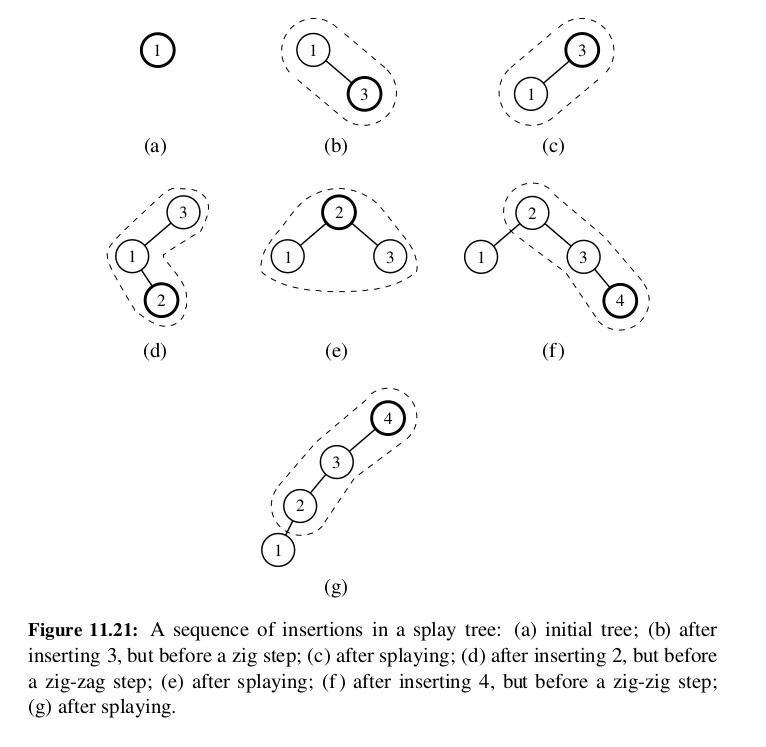 1 1 3
3 1
(a) (b) (c)
3 2 2
1 1 3 1 3
2 4
(d) (e) (f)
4
3
2
1
(g)
Figure 11.21: A sequence of insertions in a splay tree: (a) initial tree; (b) after
inserting 3, but before a zig step; (c) after splaying; (d) after inserting 2, but before
a zig-zag step; (e) after splaying; (f) after inserting 4, but before a zig-zig step;
(g) after splaying.